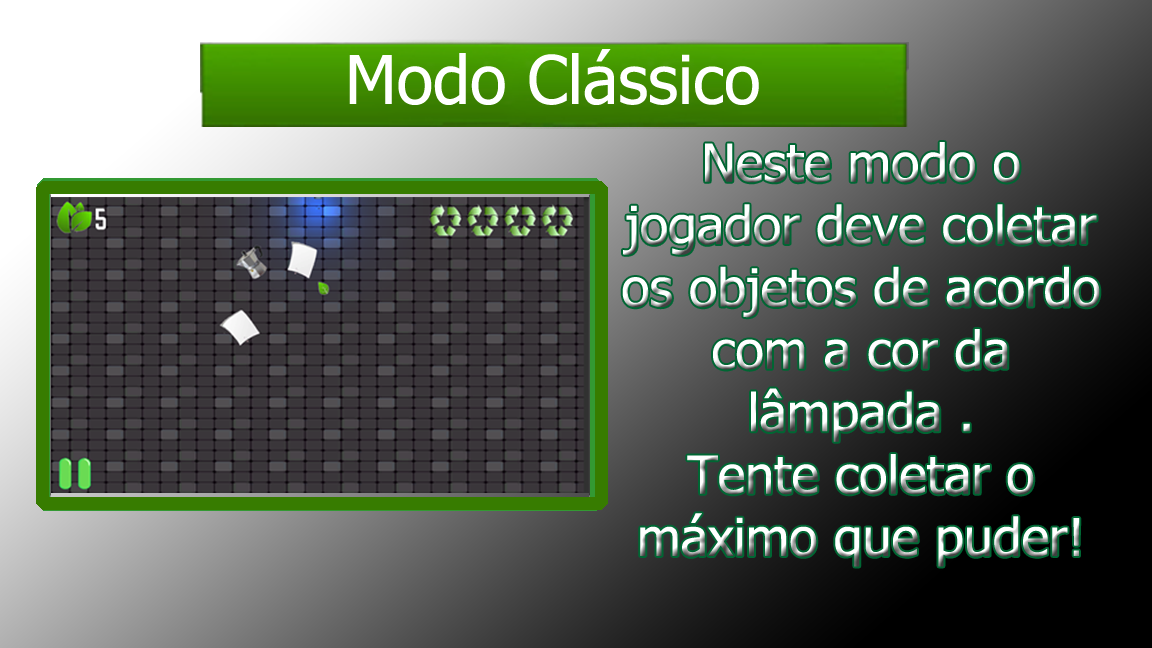 Modo Clássico
5
Neste modo o
jogador deve coletar
os objetos de acordo
com a cor da
lâmpada .
Tente coletar o
máximo que puder!